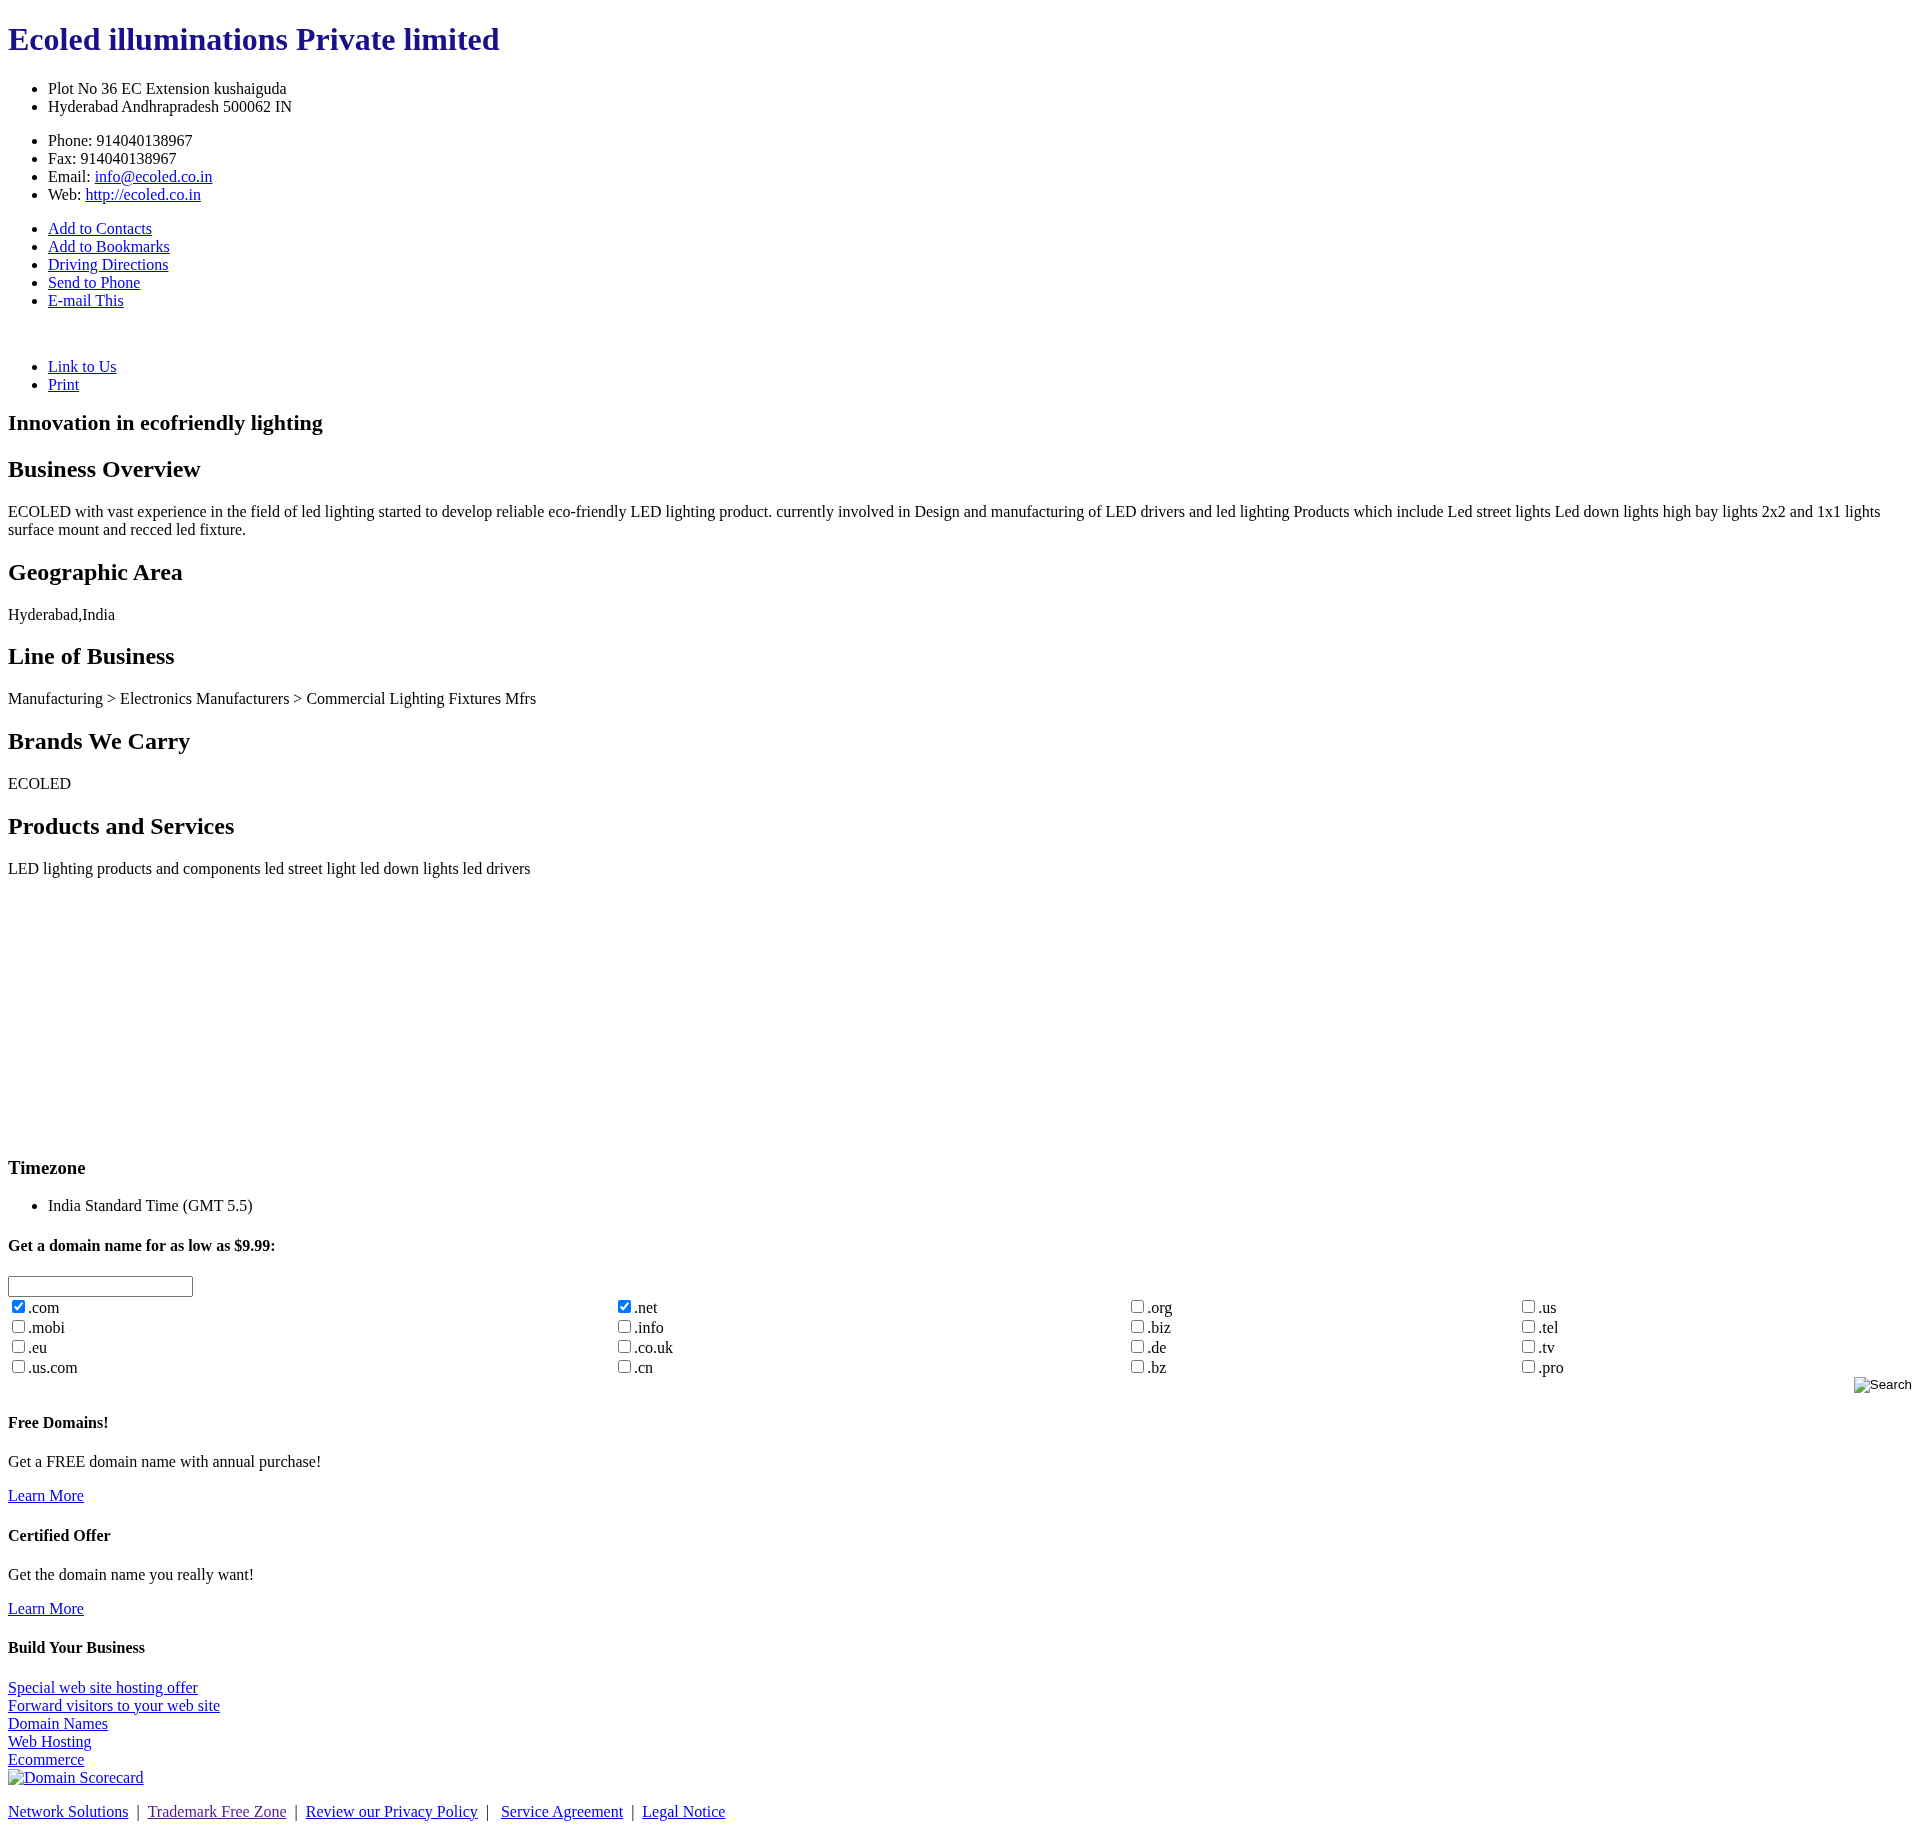 Ecoled illuminations Private limited
Plot No 36 EC Extension kushaiguda
Hyderabad Andhrapradesh 500062 IN
Phone: 914040138967
Fax: 914040138967
Email: info@ecoled.co.in
Web: http://ecoled.co.in
Add to Contacts
Add to Bookmarks
Driving Directions
Send to Phone
E-mail This
Link to Us
Print
Innovation in ecofriendly lighting
Business Overview
ECOLED with vast experience in the field of led lighting started to develop reliable eco-friendly LED lighting product. currently involved in Design and manufacturing of LED drivers and led lighting Products which include Led street lights Led down lights high bay lights 2x2 and 1x1 lights
surface mount and recced led fixture.
Geographic Area
Hyderabad,India
Line of Business
Manufacturing > Electronics Manufacturers > Commercial Lighting Fixtures Mfrs
Brands We Carry
ECOLED
Products and Services
LED lighting products and components led street light led down lights led drivers
Timezone
India Standard Time (GMT 5.5)
Get a domain name for as low as $9.99:
.com .net .org .us
.mobi .info .biz .tel
.eu .co.uk .de .tv
.us.com .cn .bz .pro
Search
Free Domains!
Get a FREE domain name with annual purchase!
Learn More
Certified Offer
Get the domain name you really want!
Learn More
Build Your Business
Special web site hosting offer
Forward visitors to your web site
Domain Names
Web Hosting
Ecommerce
Domain Scorecard
Network Solutions | Trademark Free Zone | Review our Privacy Policy | Service Agreement | Legal Notice